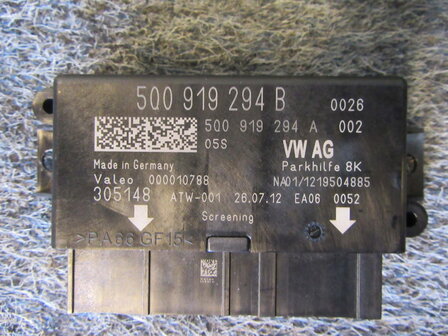 5Q0 919 294 B 0026
5Q0 919 294 A 002
05S VW AG
Made in Germany Parkhilfe 8K
Valeo 000010788 NA01/1219504885
305148 ATW-001 26.07.12 EA06 0052
Screening
>PA66 GF15<